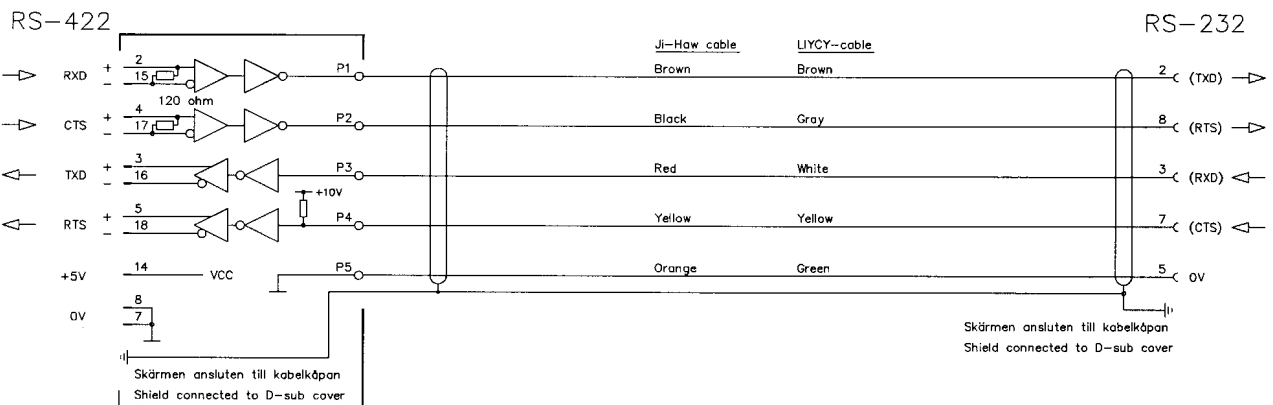 RS-422
RS-232
Ji-Haw cable LIYCY-cable
RXD + 2 P1 Brown Brown 2 (TXD)
- 15
120 ohm
CTS + 4 P2 Black Gray 8 (RTS)
- 17
TXD + 3 P3 Red White 3 (RXD)
- 16
+10V
RTS + 5 P4 Yellow Yellow 7 (CTS)
- 18
+5V 14 VCC P5 Orange Green 5 0V
0V 8
7
Skärmen ansluten till kabelkåpan
Shield connected to D-sub cover
Skärmen ansluten till kabelkåpan
Shield connected to D-sub cover